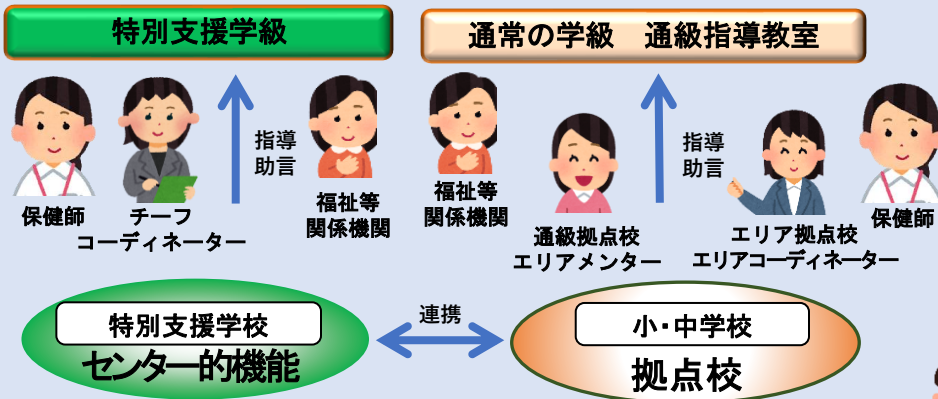 特別支援学級
通常の学級　通級指導教室
指導
助言
指導
助言
保健師
チーフ
コーディネーター
福祉等
関係機関
福祉等
関係機関
通級拠点校
エリアメンター
エリア拠点校
エリアコーディネーター
保健師
特別支援学校
センター的機能
連携
小・中学校
拠点校